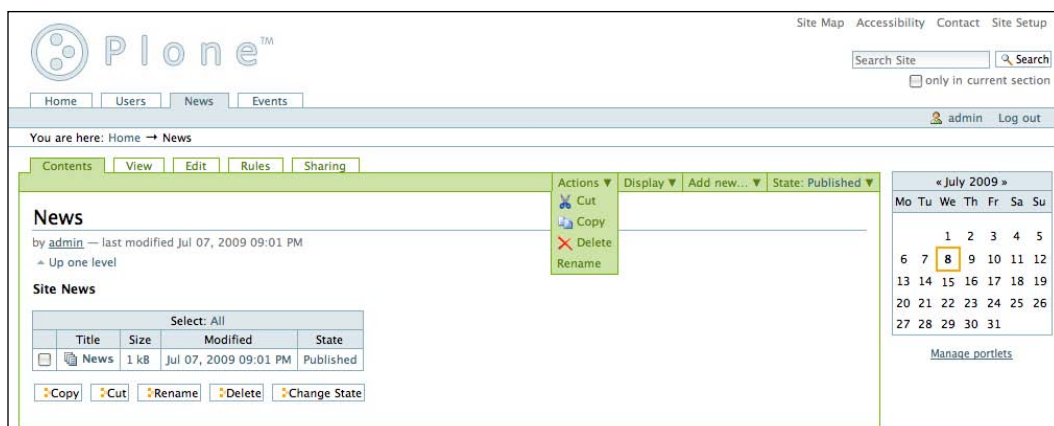 Site Map Accessibility Contact Site Setup
Plone™
Search Site Search
only in current section
Home Users News Events
admin Log out
You are here: Home → News
Contents View Edit Rules Sharing
Actions ▼ Display ▼ Add new... ▼ State: Published ▼
Cut
Copy
Delete
Rename
News
by admin — last modified Jul 07, 2009 09:01 PM
Up one level
Site News
Select: All
Title Size Modified State
News 1 kB Jul 07, 2009 09:01 PM Published
Copy Cut Rename Delete Change State
« July 2009 »
Mo Tu We Th Fr Sa Su
1 2 3 4 5
6 7 8 9 10 11 12
13 14 15 16 17 18 19
20 21 22 23 24 25 26
27 28 29 30 31
Manage portlets